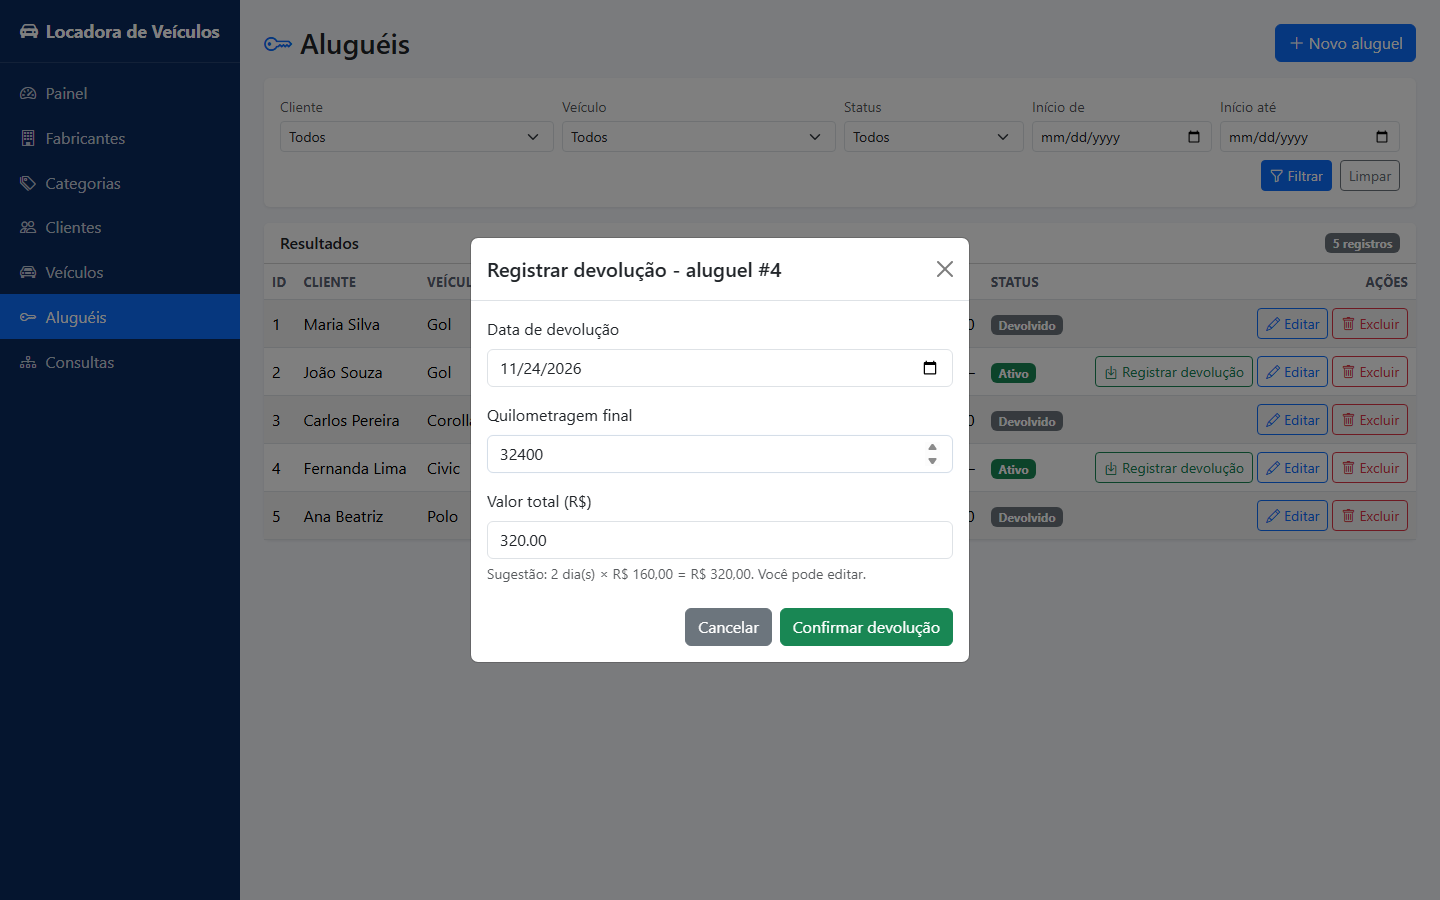 Locadora de Veículos
Painel
Fabricantes
Categorias
Clientes
Veículos
Aluguéis
Consultas
Aluguéis
Novo aluguel
Cliente Veículo Status Início de Início até
Todos Todos Todos mm/dd/yyyy mm/dd/yyyy
Filtrar Limpar
Resultados 5 registros
ID CLIENTE STATUS AÇÕES
1 Maria Silva Gol Devolvido Editar Excluir
2 João Souza Gol Ativo Registrar devolução Editar Excluir
3 Carlos Pereira Devolvido Editar Excluir
4 Fernanda Lima Civic Ativo Registrar devolução Editar Excluir
5 Ana Beatriz Polo Devolvido Editar Excluir
Registrar devolução - aluguel #4
Data de devolução
11/24/2026
Quilometragem final
32400
Valor total (R$)
320.00
Sugestão: 2 dia(s) × R$ 160,00 = R$ 320,00. Você pode editar.
Cancelar Confirmar devolução